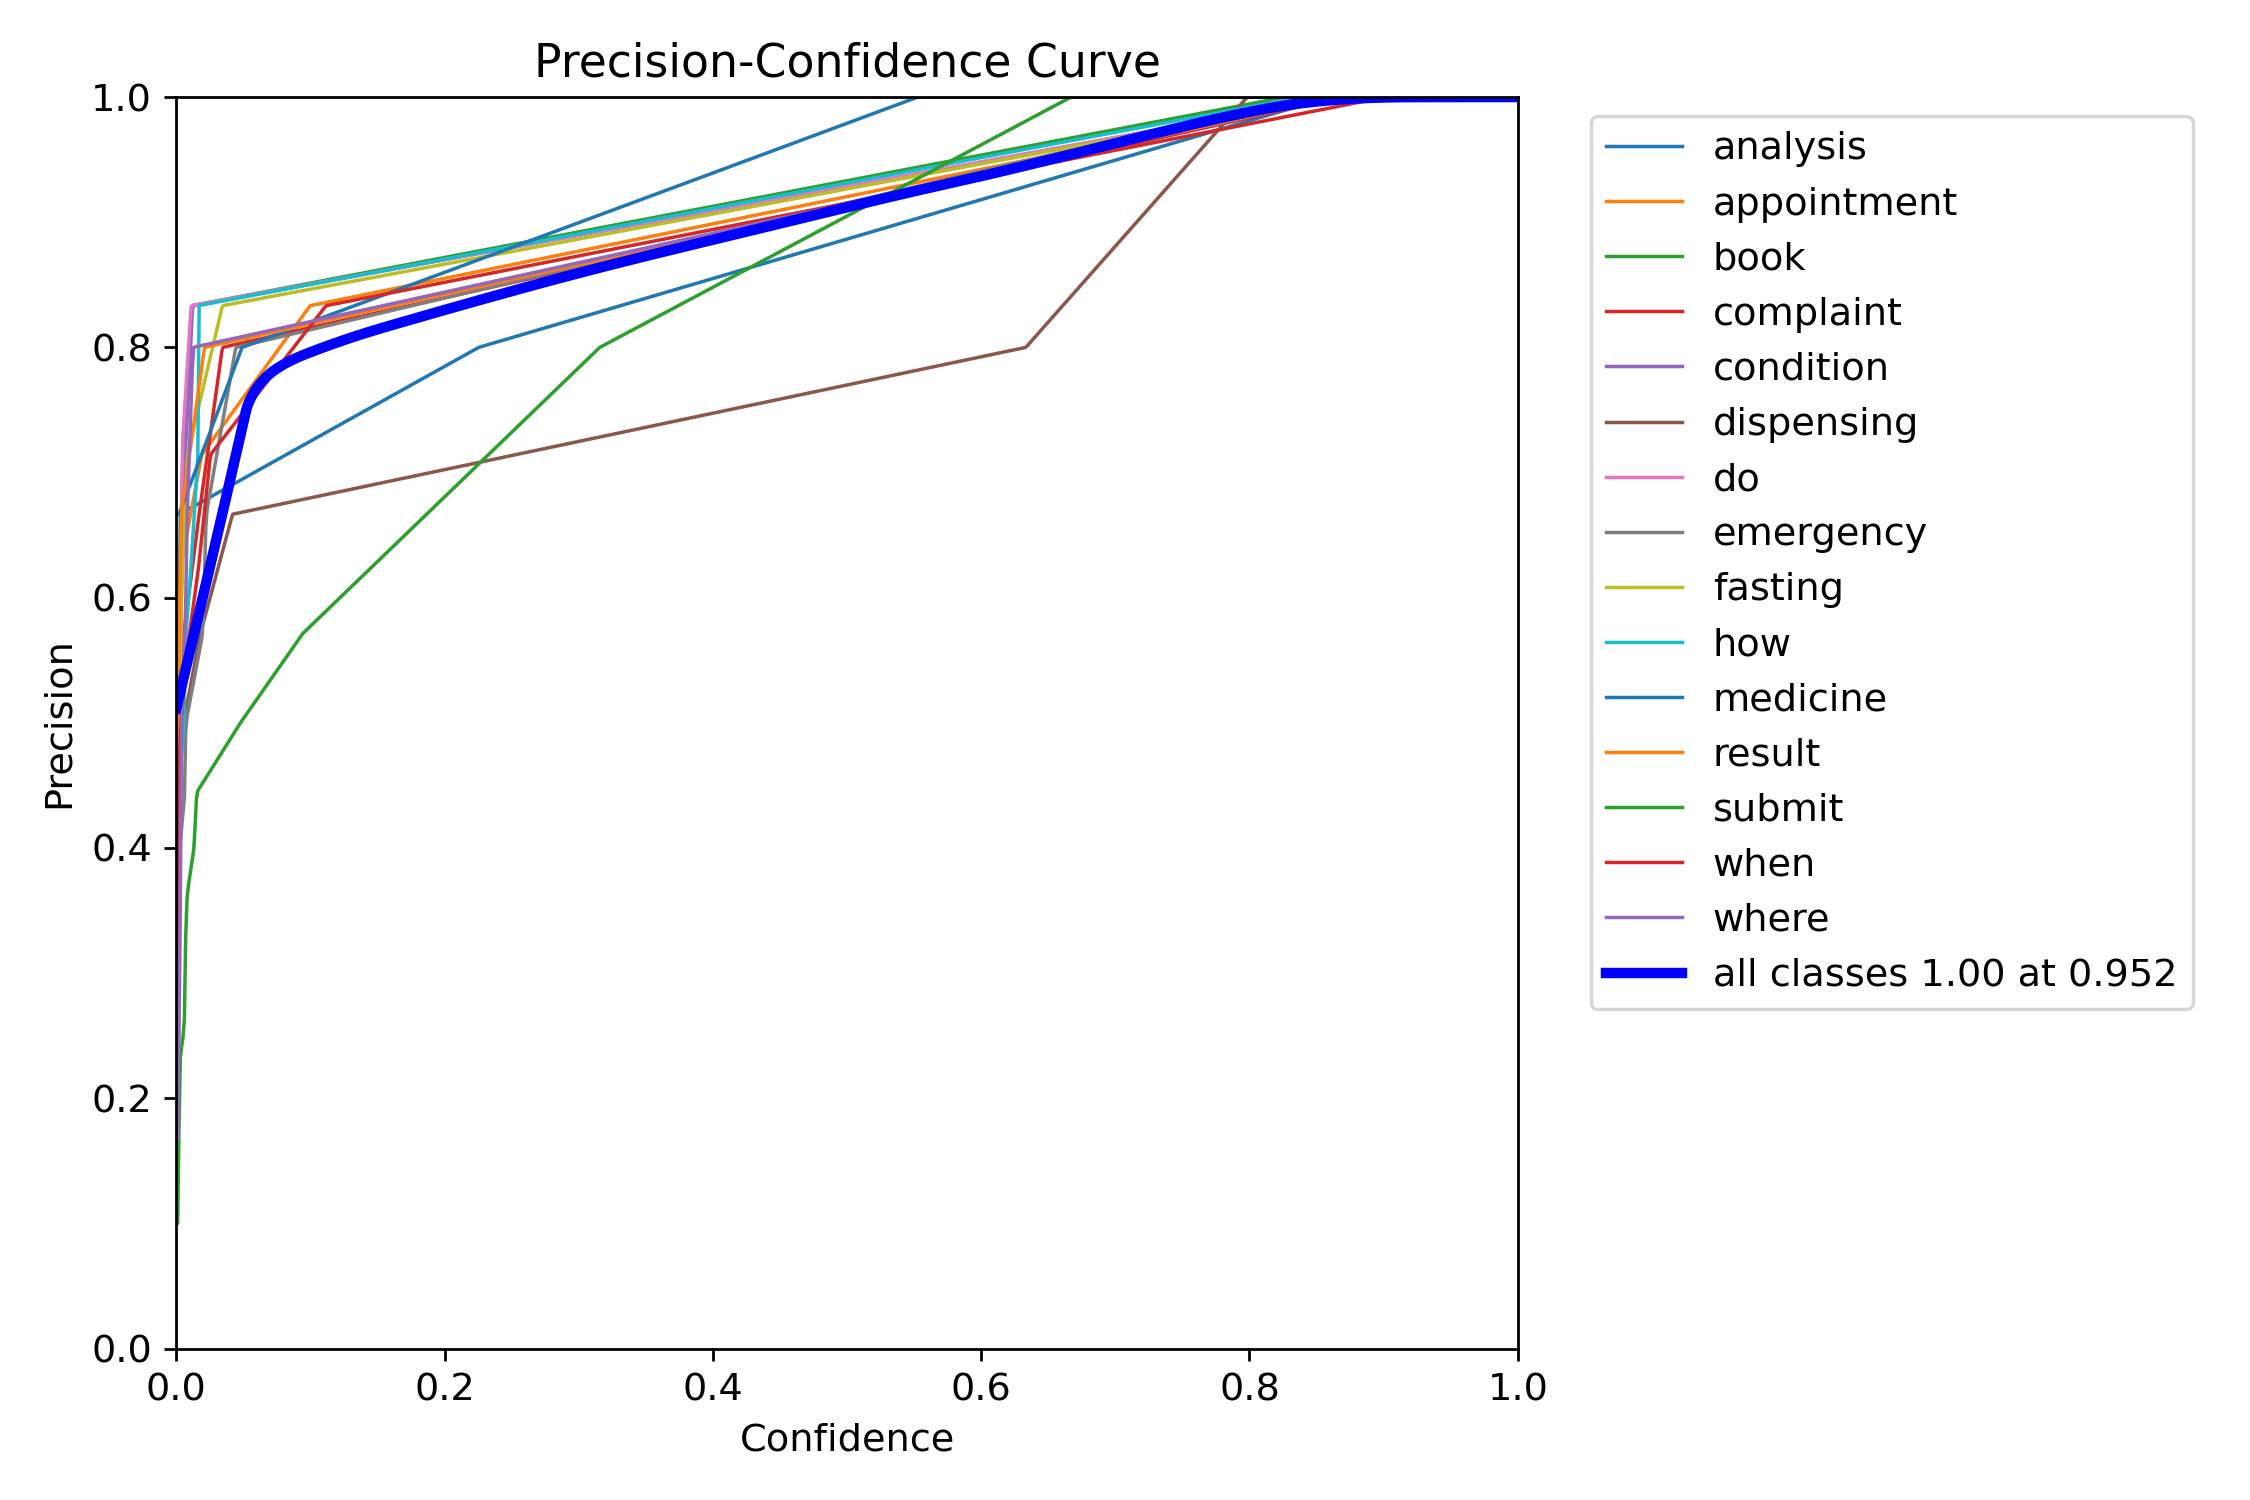 Precision-Confidence Curve
1.0
0.8
0.6
0.4
0.2
0.0
Precision
0.0 0.2 0.4 0.6 0.8 1.0
Confidence
analysis
appointment
book
complaint
condition
dispensing
do
emergency
fasting
how
medicine
result
submit
when
where
all classes 1.00 at 0.952